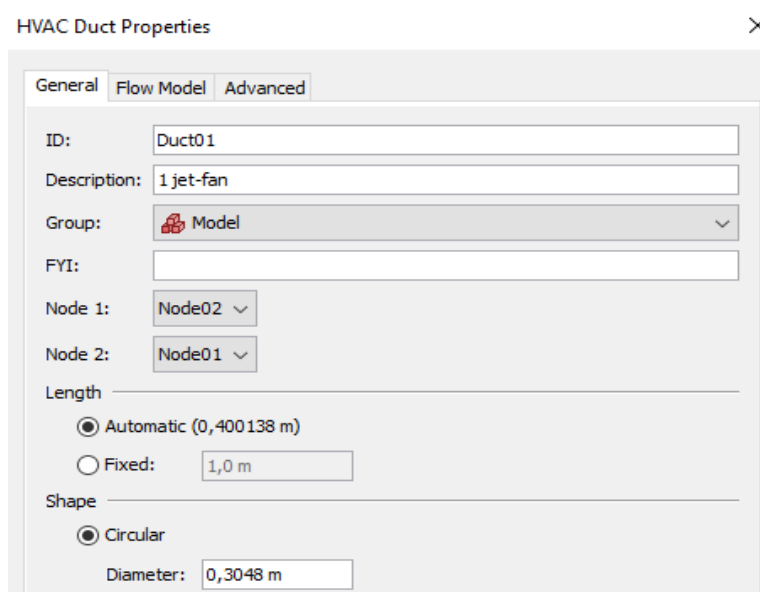 HVAC Duct Properties
General Flow Model Advanced
ID: Duct01
Description: 1 jet-fan
Group: Model
FYI:
Node 1: Node02
Node 2: Node01
Length
Automatic (0,400138 m)
Fixed: 1,0 m
Shape
Circular
Diameter: 0,3048 m